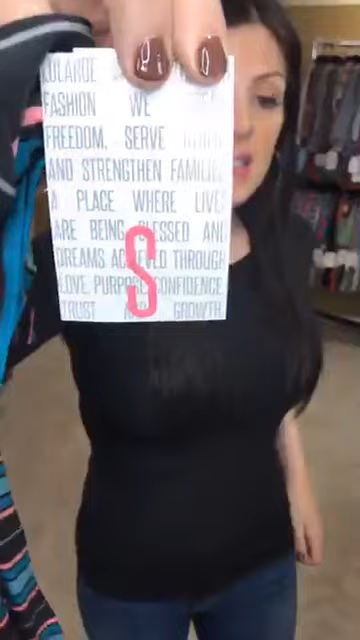 FASHION WE
FREEDOM, SERVE
AND STRENGTHEN FAMILIES
A PLACE WHERE LIVES
ARE BEING BLESSED AND
DREAMS ACHIEVED THROUGH
LOVE, PURPOSE, CONFIDENCE,
TRUST AND GROWTH.
S